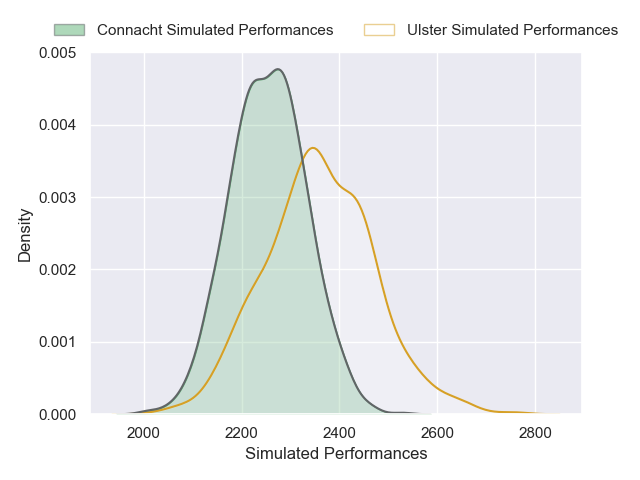 Connacht Simulated Performances Ulster Simulated Performances
0.005
0.004
0.003
0.002
0.001
0.000
Density
2000 2200 2400 2600 2800
Simulated Performances